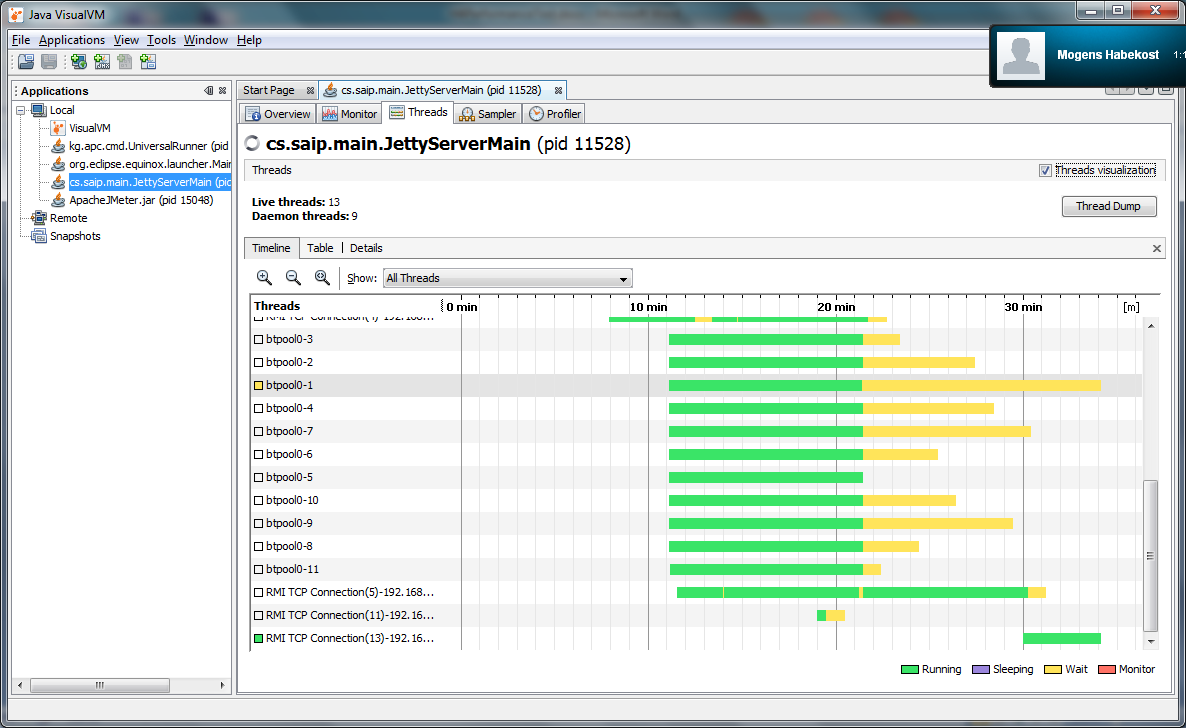 Java VisualVM
File Applications View Tools Window Help
Mogens Habekost
Applications
Start Page
cs.saip.main.JettyServerMain (pid 11528)
Local
VisualVM
kg.apc.cmd.UniversalRunner (pid
org.eclipse.equinox.launcher.Main
cs.saip.main.JettyServerMain (pid
ApacheJMeter.jar (pid 15048)
Remote
Snapshots
Overview Monitor Threads Sampler Profiler
cs.saip.main.JettyServerMain (pid 11528)
Threads
Threads visualization
Live threads: 13
Daemon threads: 9
Thread Dump
Timeline Table Details
Show: All Threads
Threads 0 min 10 min 20 min 30 min [m]
btpool0-3
btpool0-2
btpool0-1
btpool0-4
btpool0-7
btpool0-6
btpool0-5
btpool0-10
btpool0-9
btpool0-8
btpool0-11
RMI TCP Connection(5)-192.168...
RMI TCP Connection(11)-192.16...
RMI TCP Connection(13)-192.16...
Running Sleeping Wait Monitor